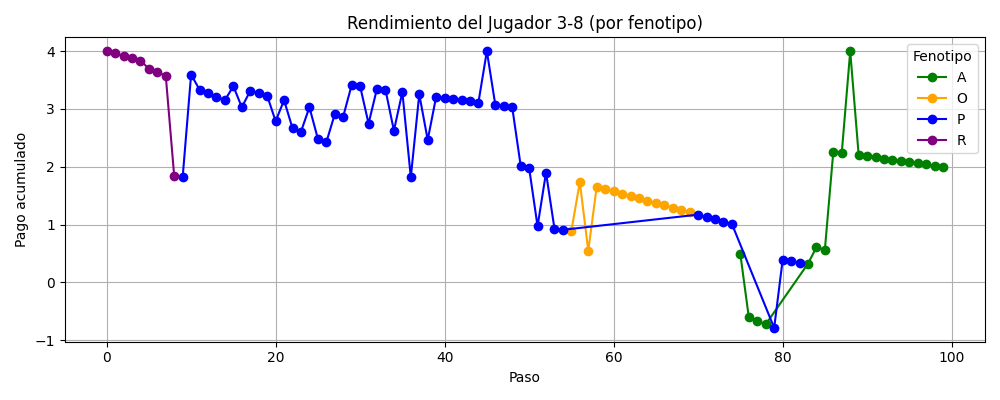 Rendimiento del Jugador 3-8 (por fenotipo)
Pago acumulado
4
3
2
1
0
−1
0
20
40
60
80
100
Paso
Fenotipo
A
O
P
R